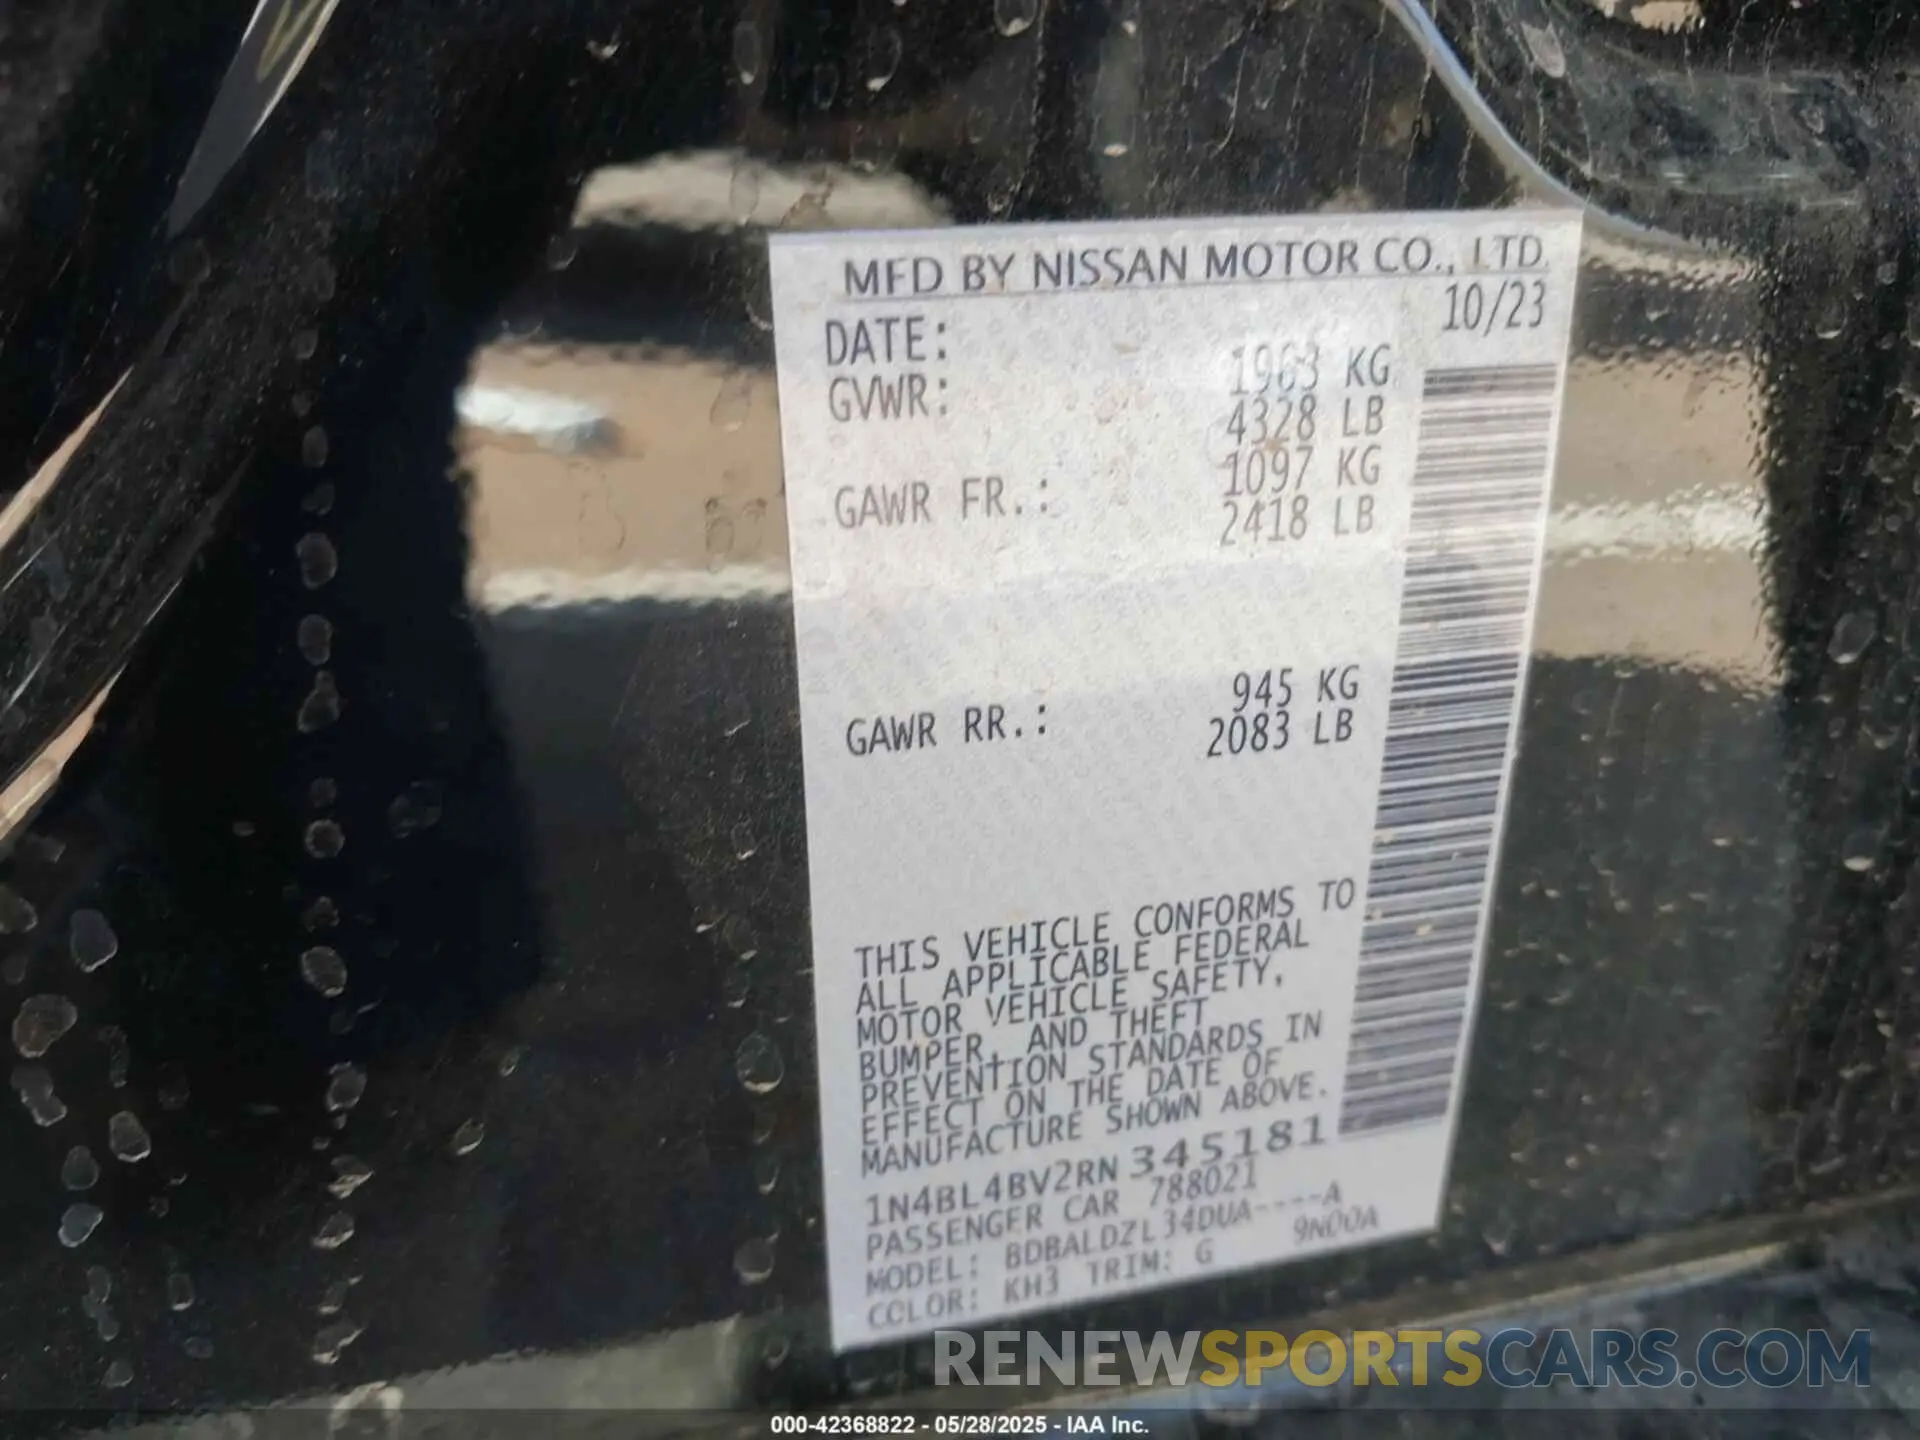 MFD BY NISSAN MOTOR CO., LTD.
DATE: 10/23
GVWR: 1963 KG
4328 LB
GAWR FR.: 1097 KG
2418 LB
GAWR RR.: 945 KG
2083 LB
THIS VEHICLE CONFORMS TO
ALL APPLICABLE FEDERAL
MOTOR VEHICLE SAFETY,
BUMPER, AND THEFT
PREVENTION STANDARDS IN
EFFECT ON THE DATE OF
MANUFACTURE SHOWN ABOVE.
1N4BL4BV2RN345181
PASSENGER CAR 788021
MODEL: BDBALDZL34DUA----A
COLOR: KH3 TRIM: G 9N00A
RENEWSPORTSCARS.COM
000-42368822 - 05/28/2025 - IAA Inc.